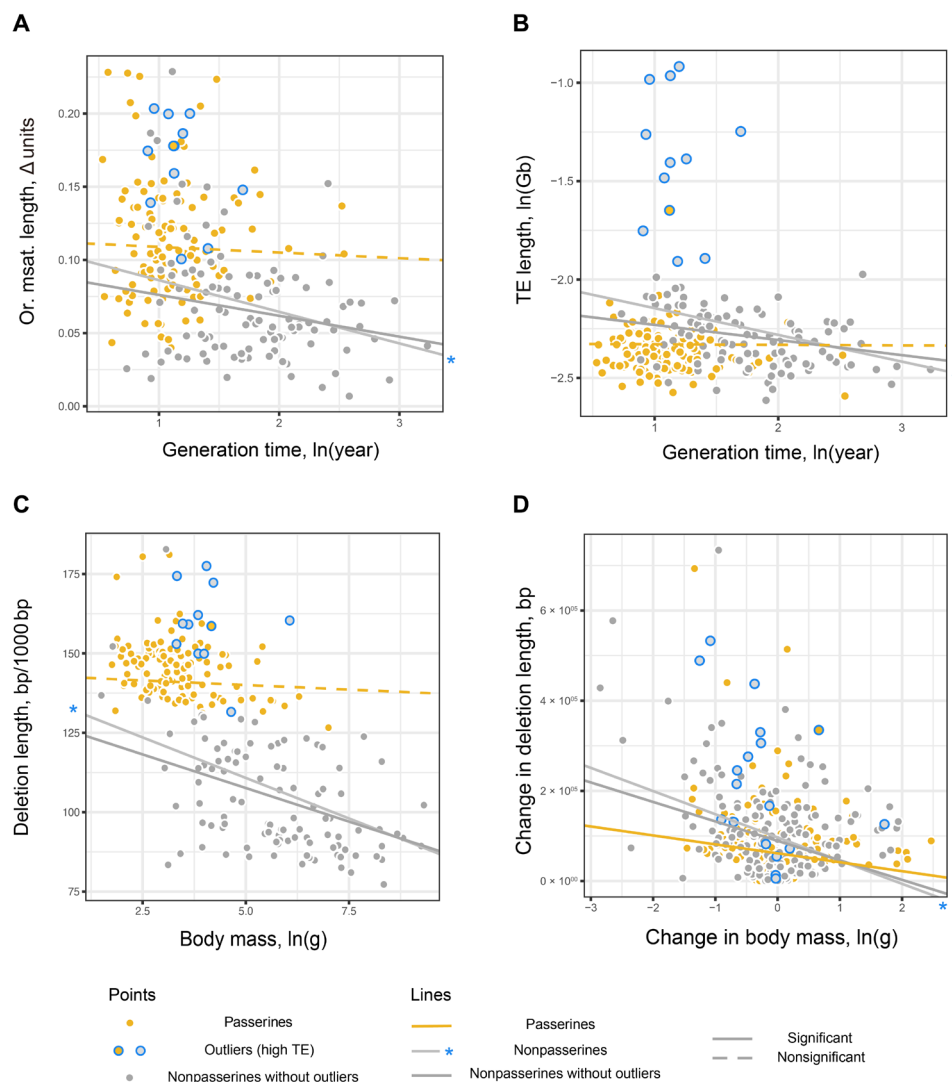 A
Or. msat. length, Δ units
0.20
0.15
0.10
0.05
0.00
*
1
2
3
Generation time, ln(year)
B
TE length, ln(Gb)
−1.0
−1.5
−2.0
−2.5
1
2
3
Generation time, ln(year)
C
Deletion length, bp/1000 bp
175
150
*
125
100
75
2.5
5.0
7.5
Body mass, ln(g)
D
Change in deletion length, bp
6 × 10⁰⁵
4 × 10⁰⁵
2 × 10⁰⁵
0 × 10⁰⁰
*
−3
−2
−1
0
1
2
Change in body mass, ln(g)
Points
Passerines
Outliers (high TE)
Nonpasserines without outliers
Lines
Passerines
* Nonpasserines
Nonpasserines without outliers
Significant
Nonsignificant